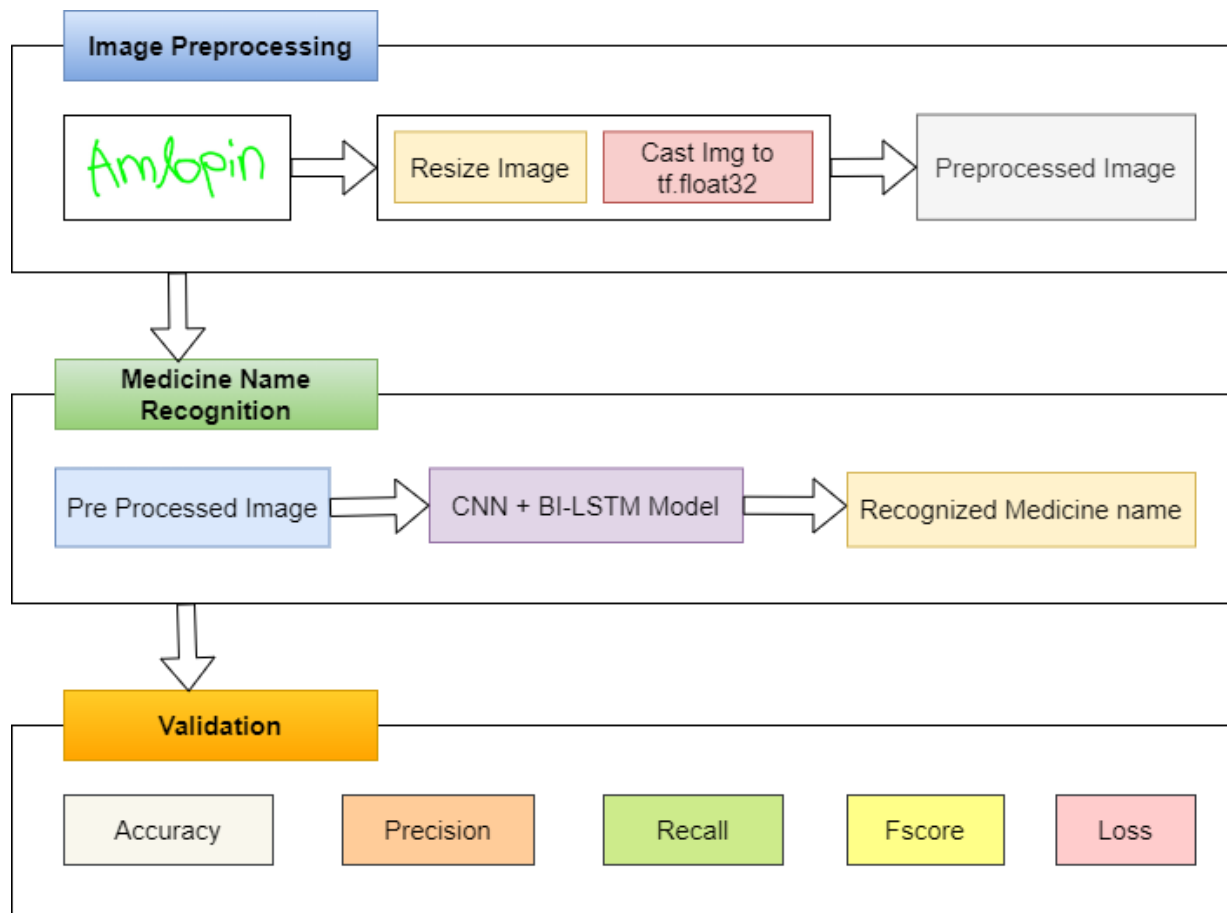 Image Preprocessing
Amlopin
Resize Image
Cast Img to
tf.float32
Preprocessed Image
Medicine Name
Recognition
Pre Processed Image
CNN + BI-LSTM Model
Recognized Medicine name
Validation
Accuracy
Precision
Recall
Fscore
Loss